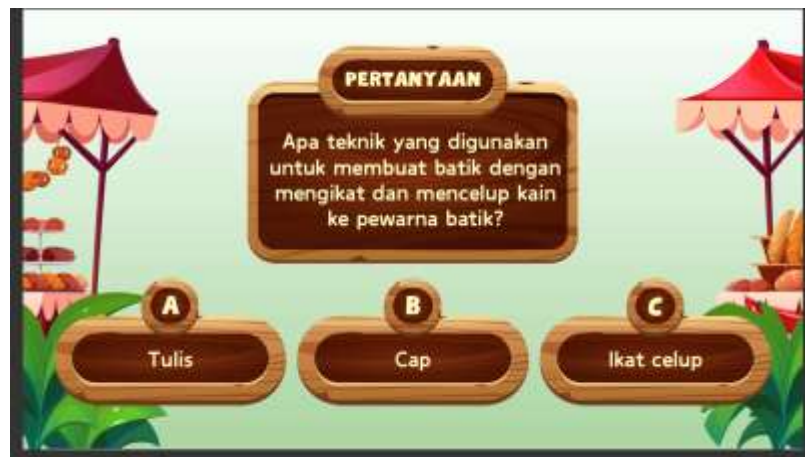 PERTANYAAN
Apa teknik yang digunakan
untuk membuat batik dengan
mengikat dan mencelup kain
ke pewarna batik?
A
Tulis
B
Cap
C
Ikat celup